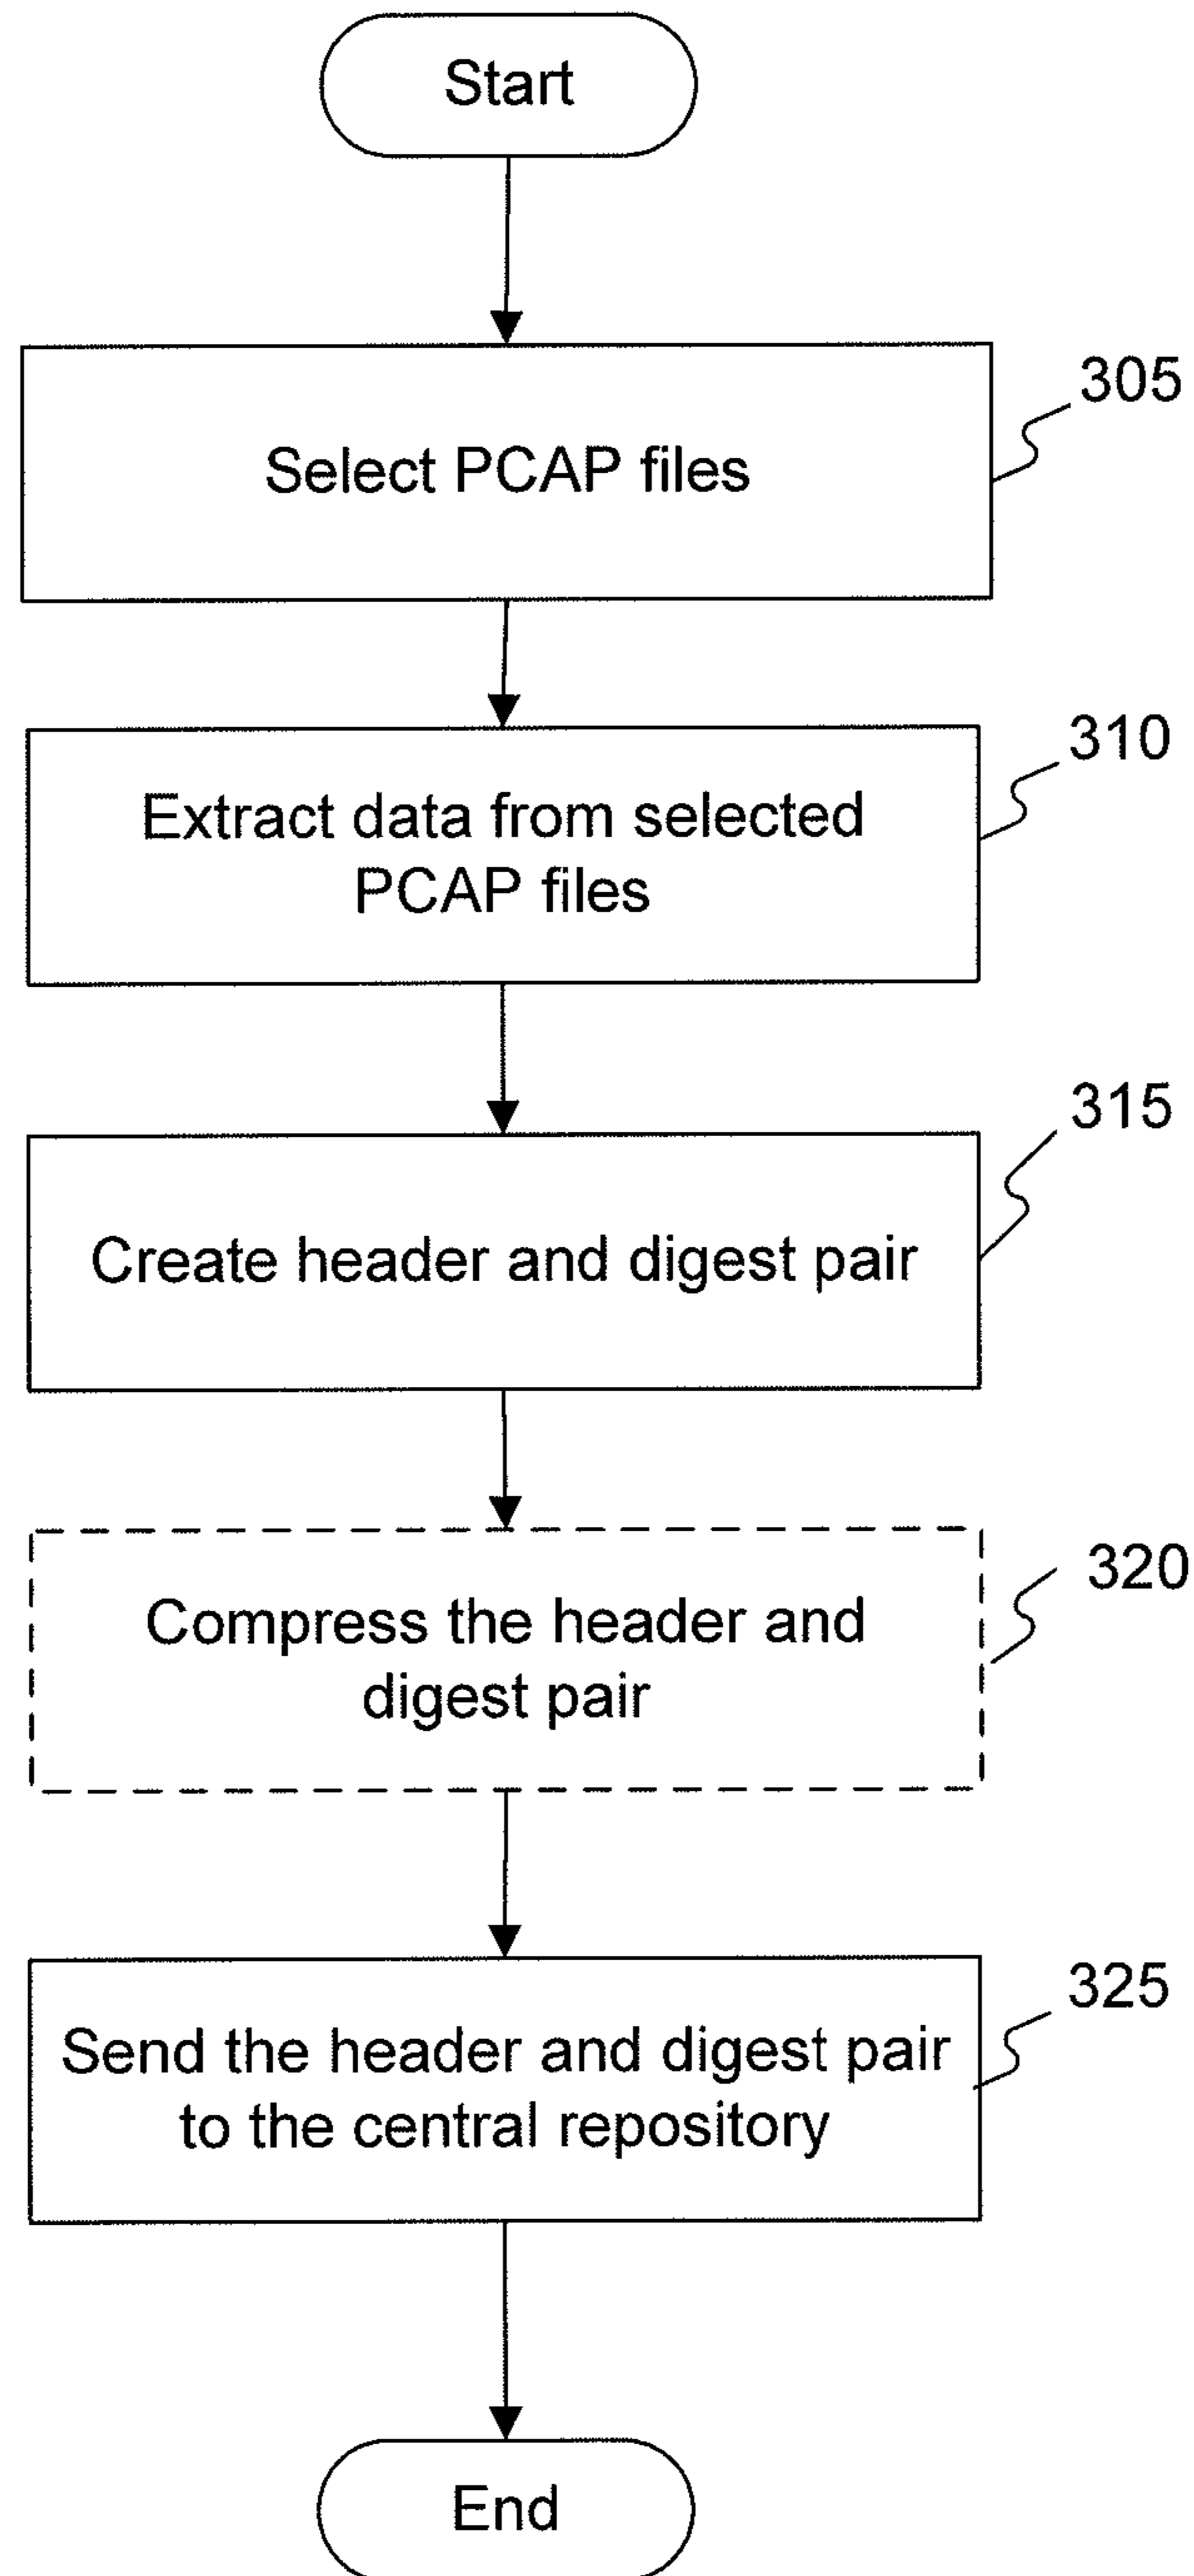 Start
305
Select PCAP files
310
Extract data from selected
PCAP files
315
Create header and digest pair
320
Compress the header and
digest pair
325
Send the header and digest pair
to the central repository
End